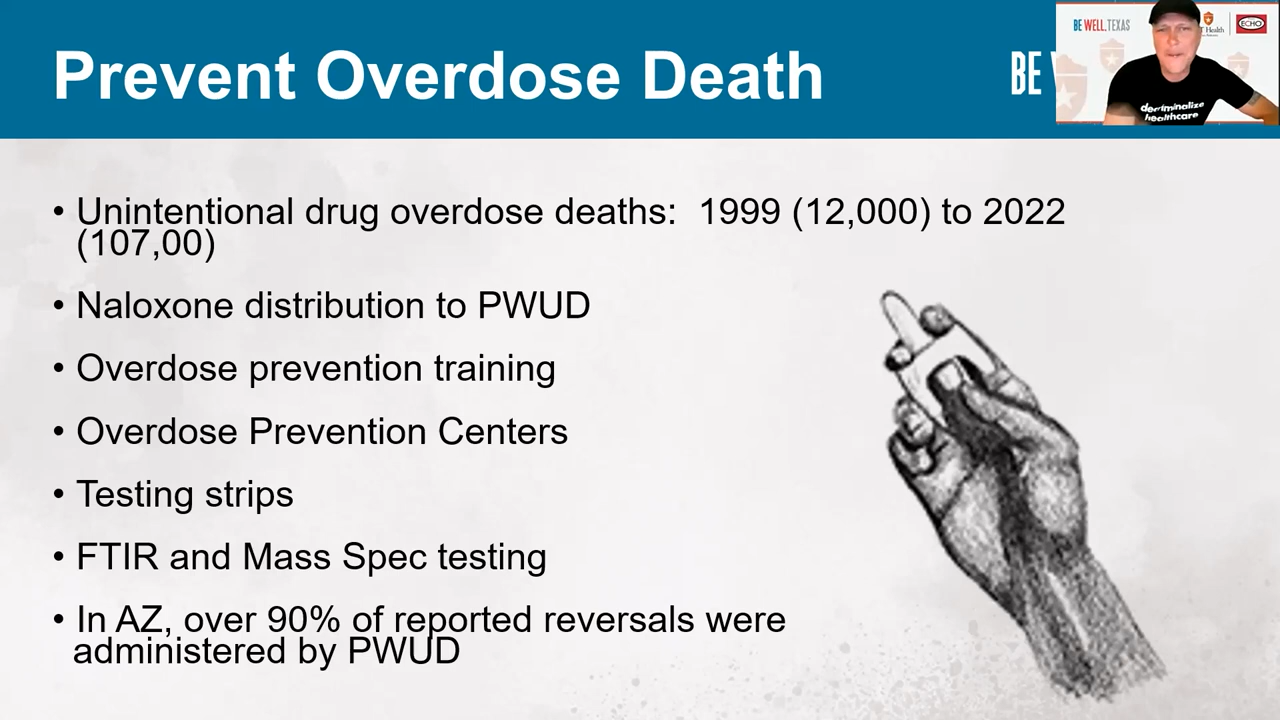 Prevent Overdose Death
BE
BE WELL.TEXAS
Health
ECHO
decriminalize
healthcare
• Unintentional drug overdose deaths:  1999 (12,000) to 2022
(107,00)
• Naloxone distribution to PWUD
• Overdose prevention training
• Overdose Prevention Centers
• Testing strips
• FTIR and Mass Spec testing
• In AZ, over 90% of reported reversals were
administered by PWUD